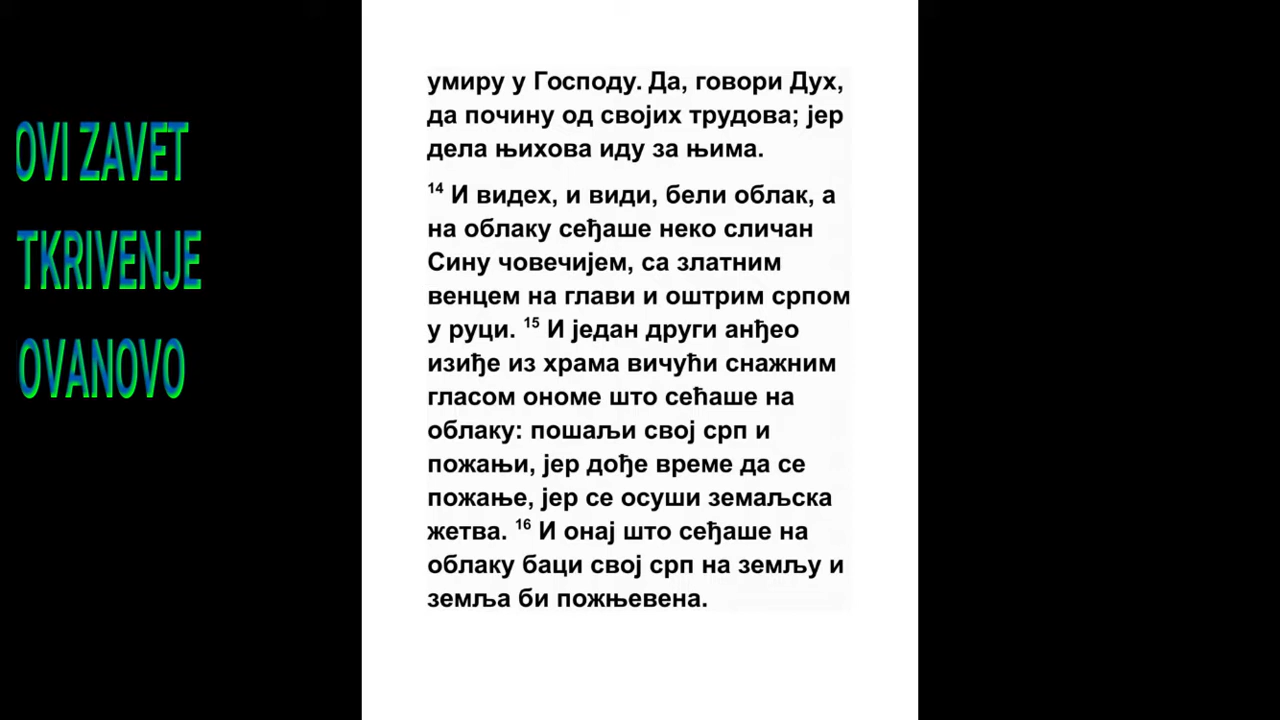 OVI ZAVET
TKRIVENJE
OVANOVO
умиру у Господу. Да, говори Дух,
да почину од својих трудова; јер
дела њихова иду за њима.
14 И видех, и види, бели облак, а
на облаку сеђаше неко сличан
Сину човечијем, са златним
венцем на глави и оштрим српом
у руци. 15 И један други анђео
изиђе из храма вичући снажним
гласом ономе што сећаше на
облаку: пошаљи свој срп и
пожањи, јер дође време да се
пожање, јер се осуши земаљска
жетва. 16 И онај што сеђаше на
облаку баци свој срп на земљу и
земља би пожњевена.